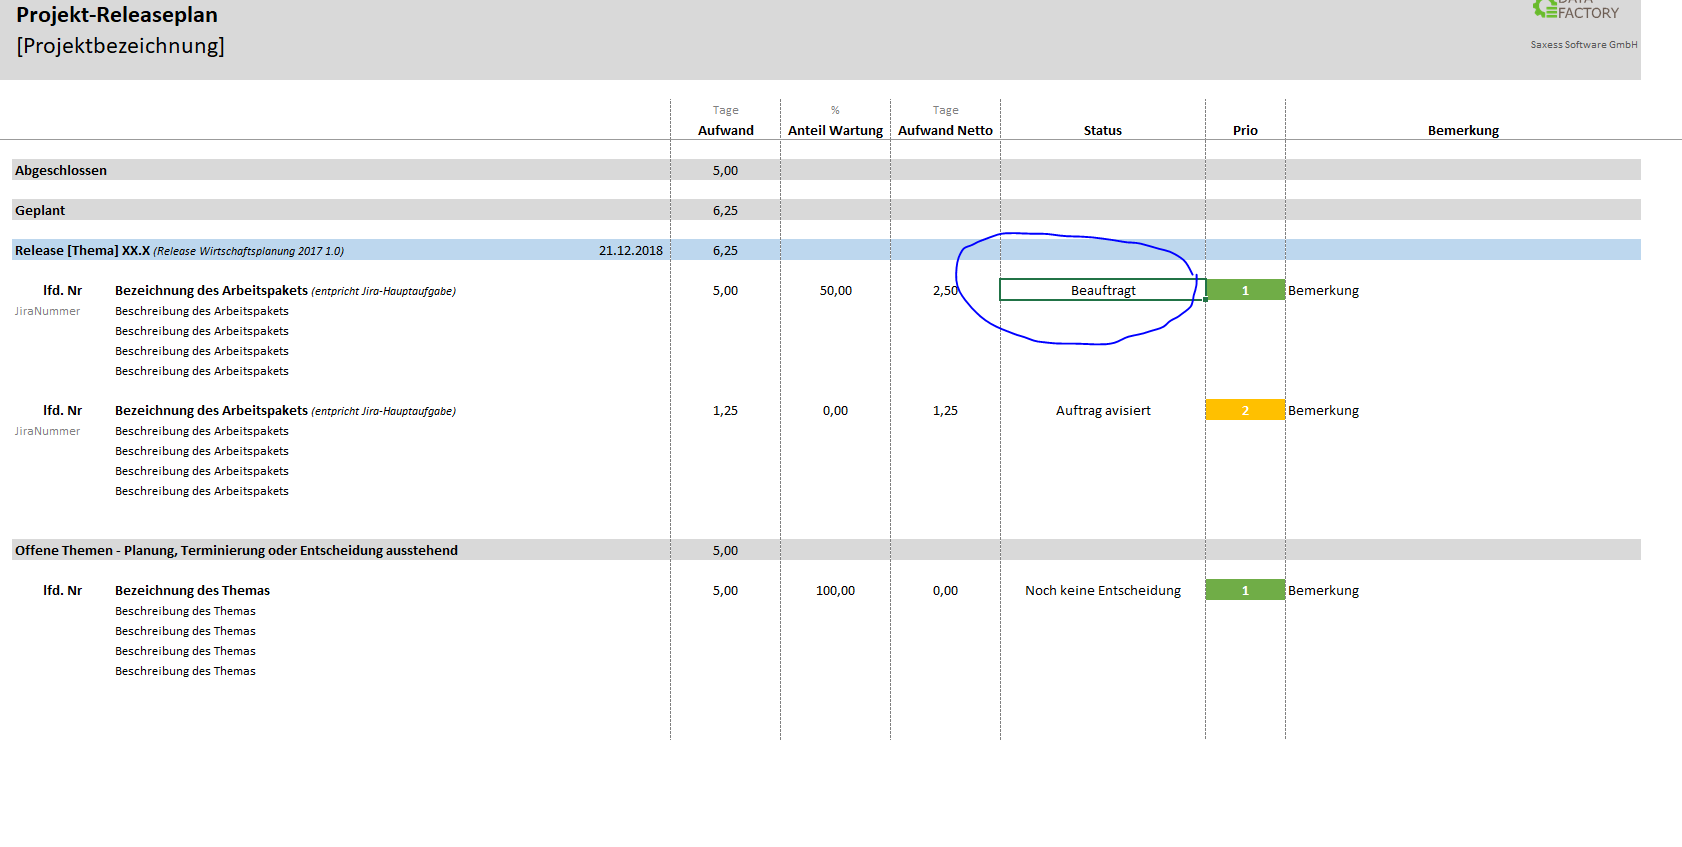 Projekt-Releaseplan
[Projektbezeichnung]
FACTORY
Saxess Software GmbH
Tage % Tage
Aufwand Anteil Wartung Aufwand Netto Status Prio Bemerkung
Abgeschlossen 5,00
Geplant 6,25
Release [Thema] XX.X (Release Wirtschaftsplanung 2017 1.0) 21.12.2018 6,25
lfd. Nr Bezeichnung des Arbeitspakets (entpricht Jira-Hauptaufgabe) 5,00 50,00 2,50 Beauftragt 1 Bemerkung
JiraNummer Beschreibung des Arbeitspakets
Beschreibung des Arbeitspakets
Beschreibung des Arbeitspakets
Beschreibung des Arbeitspakets
lfd. Nr Bezeichnung des Arbeitspakets (entpricht Jira-Hauptaufgabe) 1,25 0,00 1,25 Auftrag avisiert 2 Bemerkung
JiraNummer Beschreibung des Arbeitspakets
Beschreibung des Arbeitspakets
Beschreibung des Arbeitspakets
Beschreibung des Arbeitspakets
Offene Themen - Planung, Terminierung oder Entscheidung ausstehend 5,00
lfd. Nr Bezeichnung des Themas 5,00 100,00 0,00 Noch keine Entscheidung 1 Bemerkung
Beschreibung des Themas
Beschreibung des Themas
Beschreibung des Themas
Beschreibung des Themas